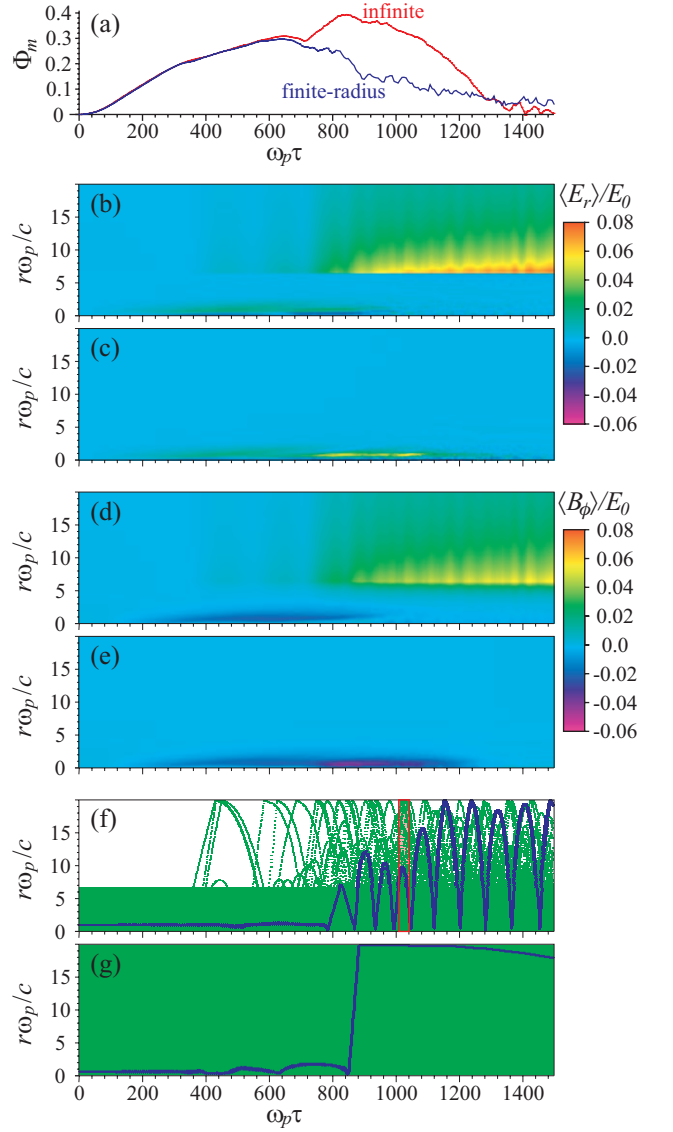 (a)
infinite
finite-radius
Φm
0.4
0.3
0.2
0.1
0
0 200 400 600 800 1000 1200 1400
ωpτ
(b)
rωp/c
15
10
5
0
⟨Er⟩/E0
0.08
0.06
0.04
0.02
0.0
-0.02
-0.04
-0.06
(c)
rωp/c
15
10
5
0
(d)
rωp/c
15
10
5
0
⟨Bϕ⟩/E0
0.08
0.06
0.04
0.02
0.0
-0.02
-0.04
-0.06
(e)
rωp/c
15
10
5
0
(f)
rωp/c
15
10
5
0
(g)
rωp/c
15
10
5
0
0 200 400 600 800 1000 1200 1400
ωpτ